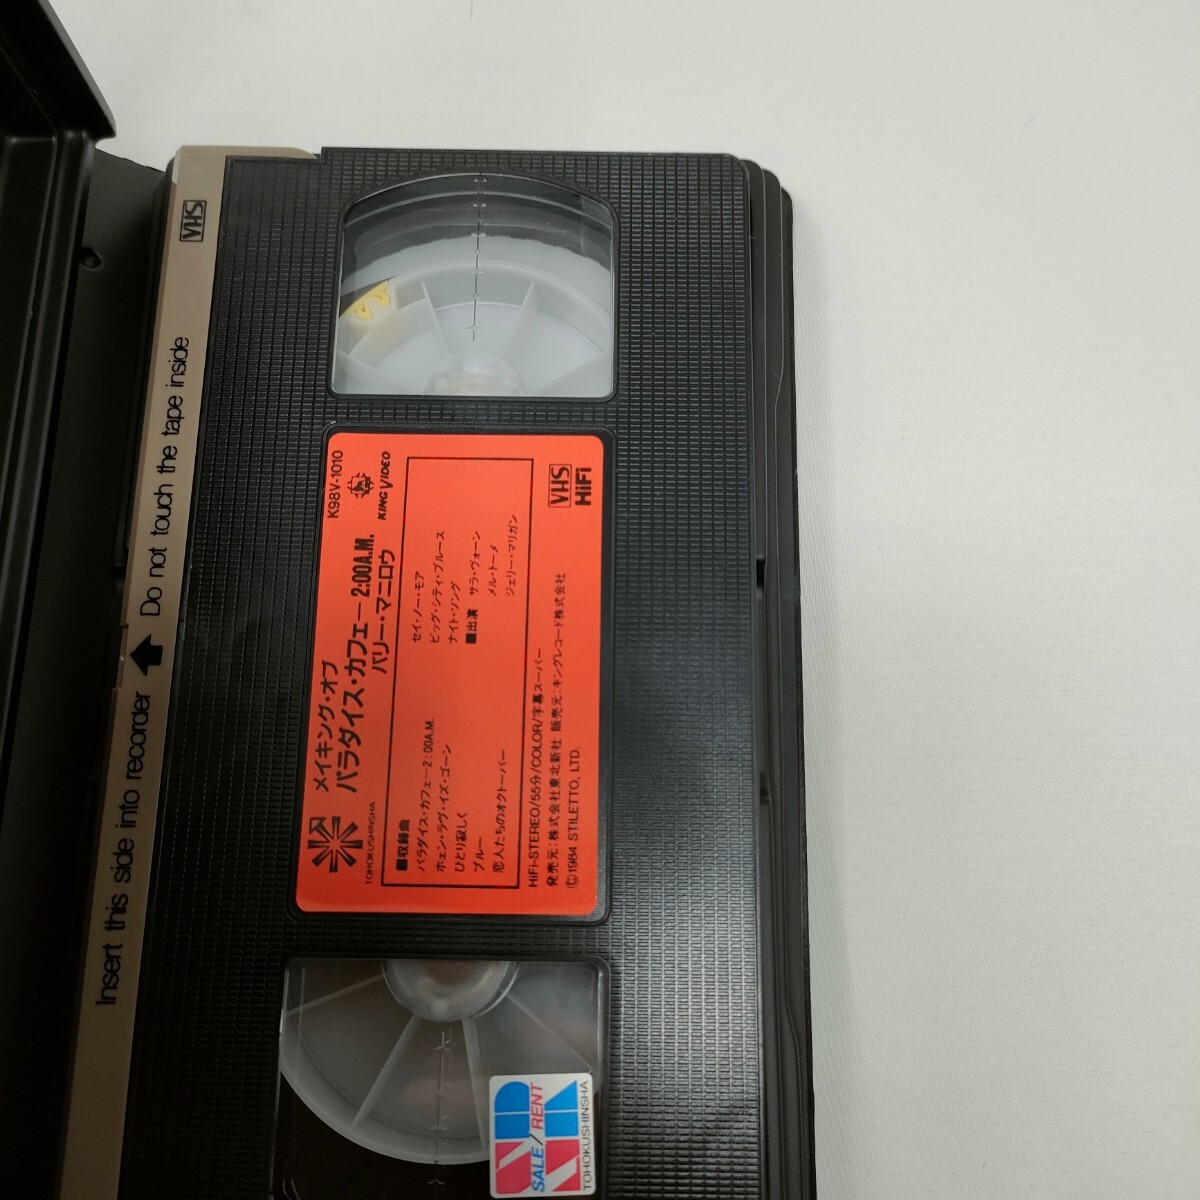 VHS
Insert this side into recorder Do not touch the tape inside
TOHOKUSHINSHA
メイキング・オブ
パラダイス・カフェー2:00A.M.
バリー・マニロウ
K98V-1010
KING VIDEO
■収録曲
パラダイス・カフェー2:00A.M.
ホェン・ラヴ・イズ・ゴーン
ひとり寂しく
ブルー
恋人たちのオクトーバー
セイ・ノー・モア
ビッグ・シティ・ブルース
ナイト・ソング
■出演 サラ・ヴォーン
メル・トーメ
ジェリー・マリガン
HiFi-STEREO/55分/COLOR/字幕スーパー
発売元:株式会社東北新社 販売元:キングレコード株式会社
©1984 STILETTO, LTD.
VHS
HiFi
SALE/RENT
TOHOKUSHINSHA